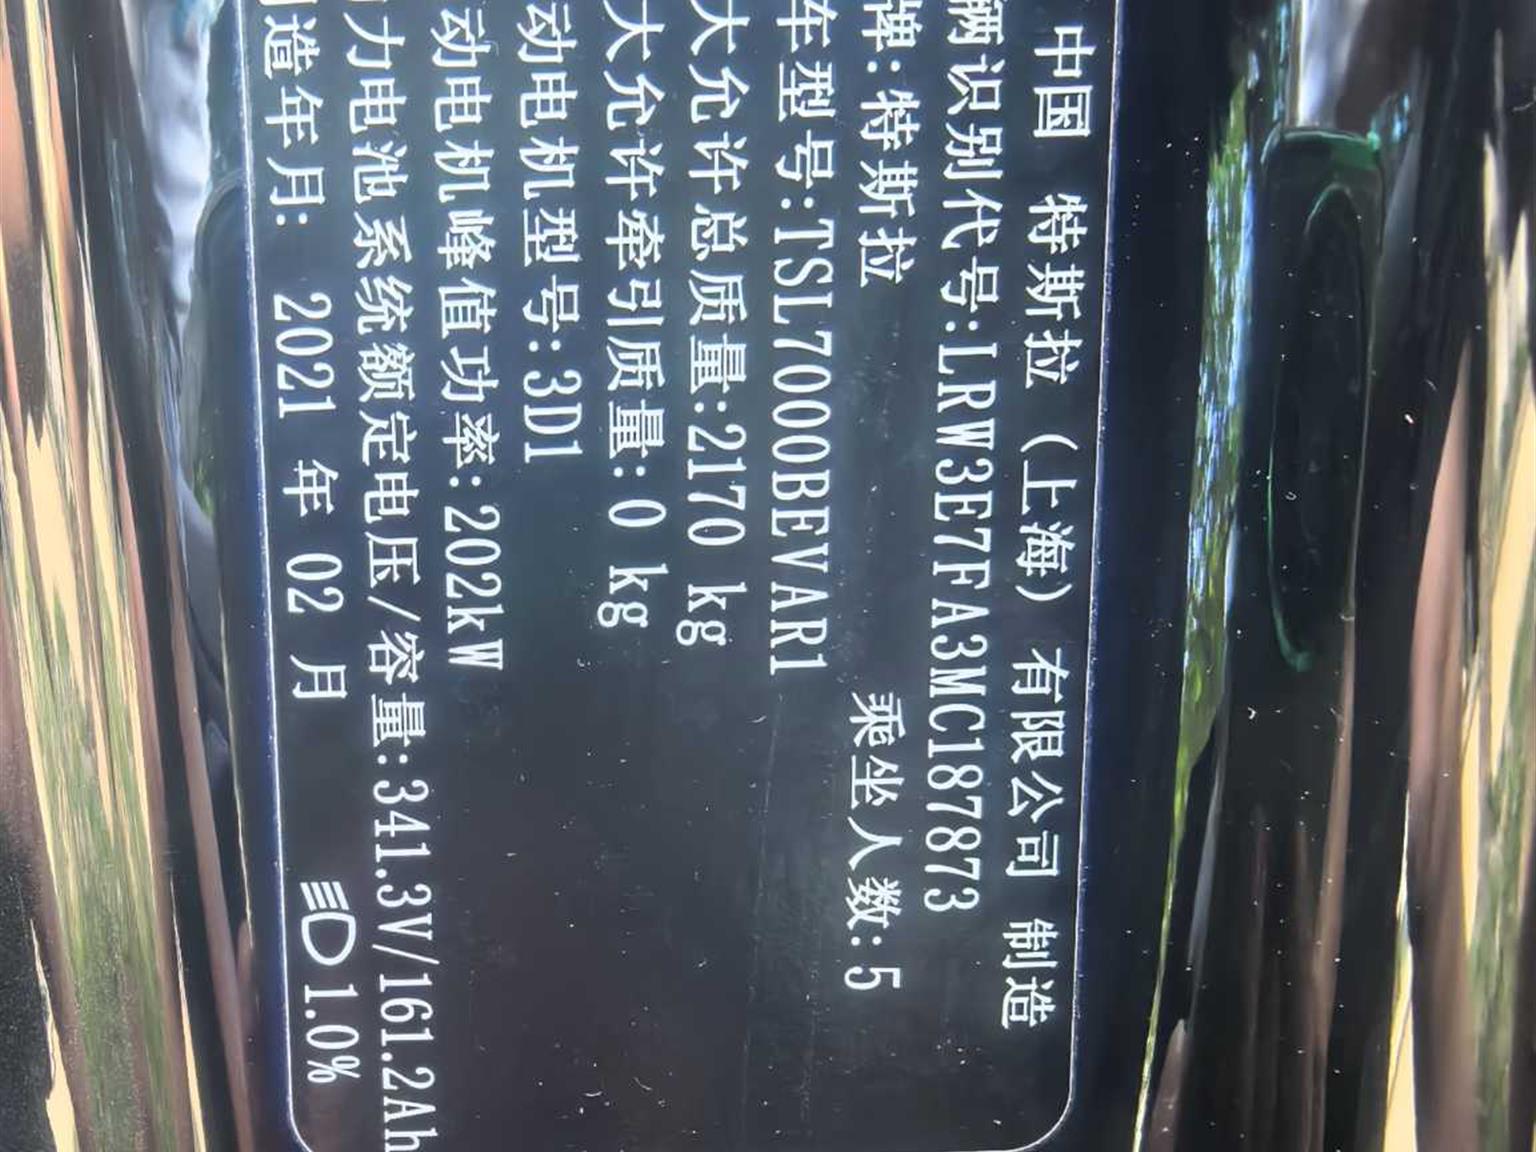 中国 特斯拉（上海）有限公司 制造
辆识别代号:LRW3E7FA3MC187873
牌:特斯拉 乘坐人数:5
车型号:TSL7000BEVAR1
大允许总质量:2170 kg
大允许牵引质量:0 kg
动电机型号:3D1
动电机峰值功率:202kW
力电池系统额定电压/容量:341.3V/161.2Ah
造年月: 2021 年 02 月 1.0%